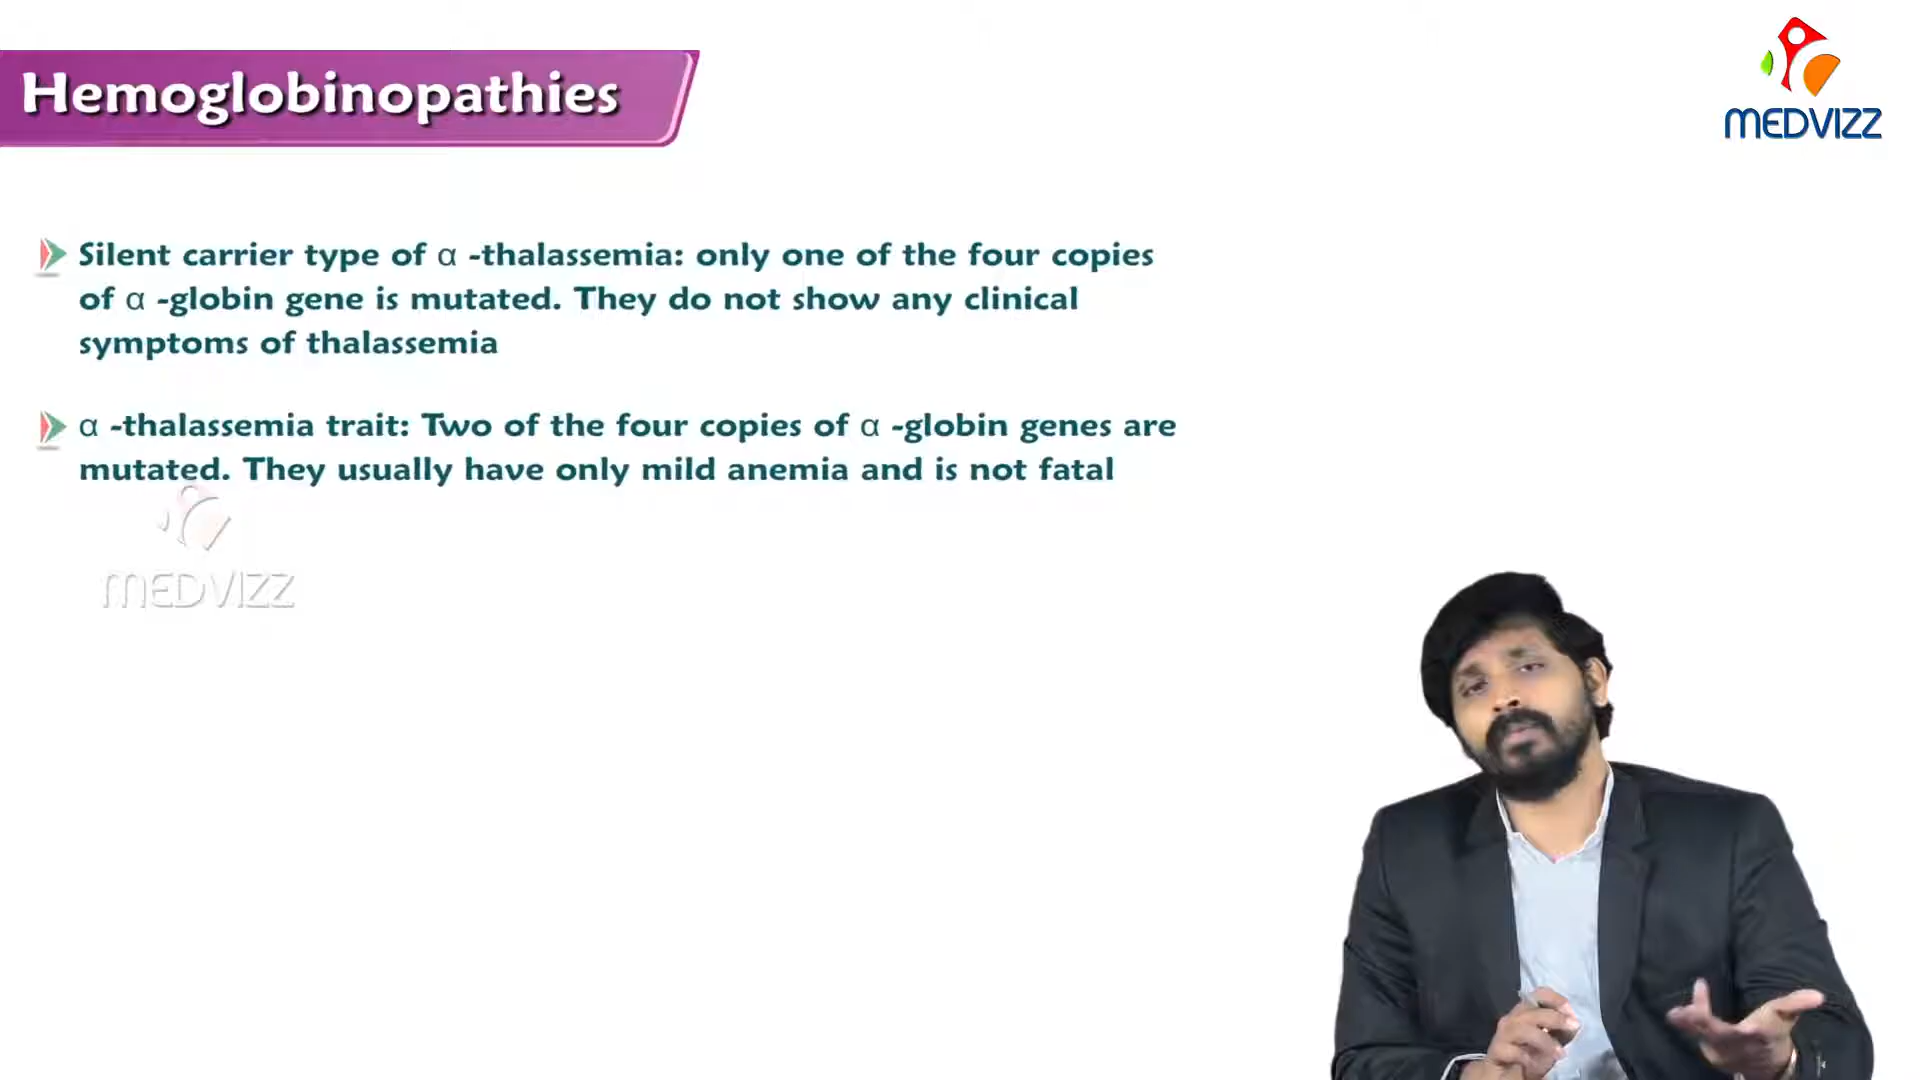 Hemoglobinopathies
MEDVIZZ
Silent carrier type of α -thalassemia: only one of the four copies
of α -globin gene is mutated. They do not show any clinical
symptoms of thalassemia
α -thalassemia trait: Two of the four copies of α -globin genes are
mutated. They usually have only mild anemia and is not fatal
MEDVIZZ